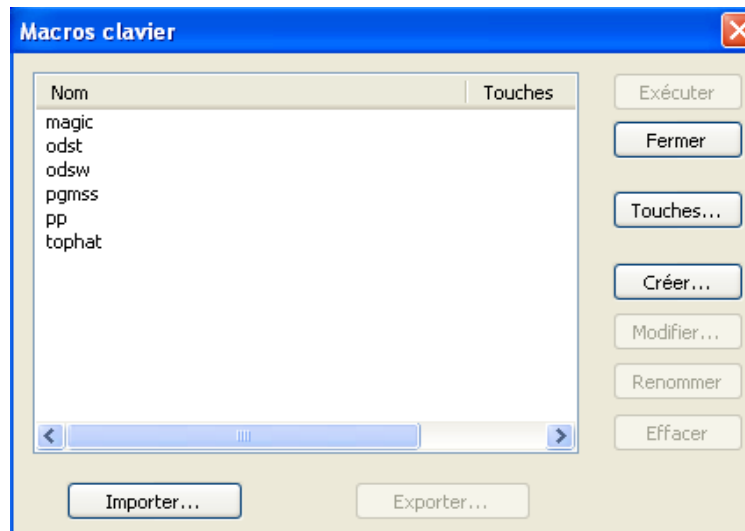 Macros clavier
Nom Touches
magic
odst
odsw
pgmss
pp
tophat
Exécuter
Fermer
Touches...
Créer...
Modifier...
Renommer
Effacer
Importer... Exporter...